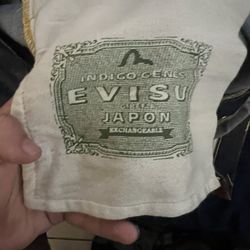 INDIGO GENES
EVISU
JAPON
EXCHANGEABLE